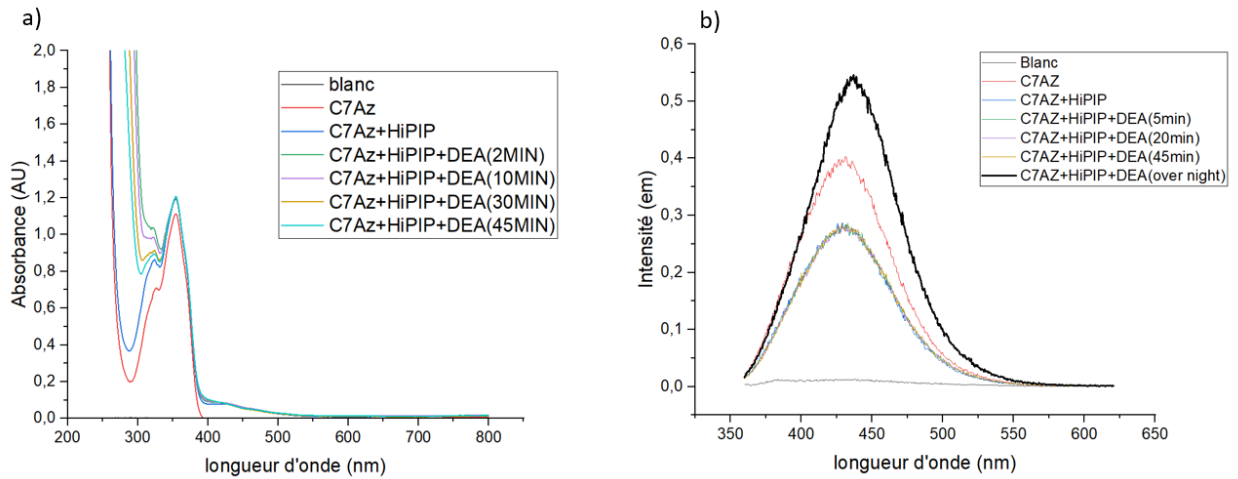 a)
Absorbance (AU)
2,0
1,8
1,6
1,4
1,2
1,0
0,8
0,6
0,4
0,2
0,0
200 300 400 500 600 700 800
longueur d'onde (nm)
blanc
C7Az
C7Az+HiPIP
C7Az+HiPIP+DEA(2MIN)
C7Az+HiPIP+DEA(10MIN)
C7Az+HiPIP+DEA(30MIN)
C7Az+HiPIP+DEA(45MIN)
b)
Intensité (em)
0,6
0,5
0,4
0,3
0,2
0,1
0,0
350 400 450 500 550 600 650
longueur d'onde (nm)
Blanc
C7AZ
C7AZ+HiPIP
C7AZ+HiPIP+DEA(5min)
C7AZ+HiPIP+DEA(20min)
C7AZ+HiPIP+DEA(45min)
C7AZ+HiPIP+DEA(over night)